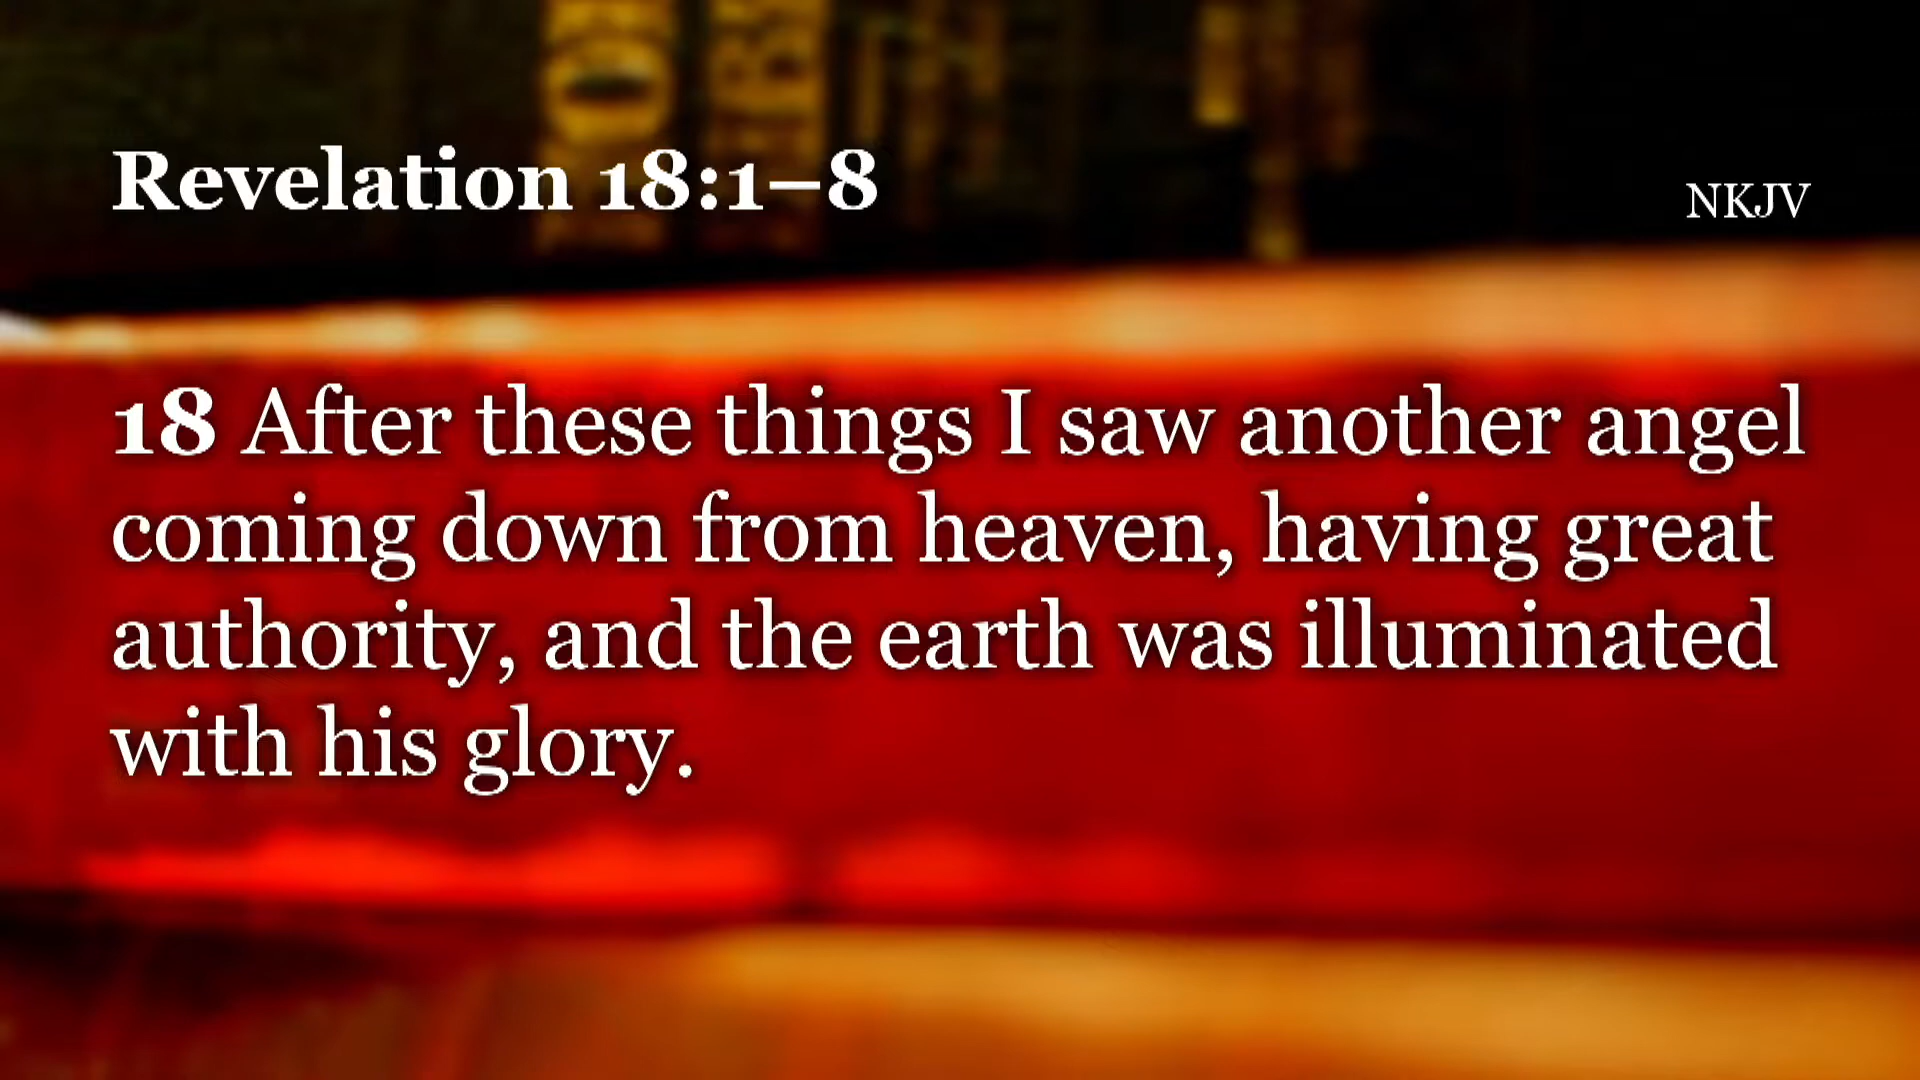 Revelation 18:1–8
NKJV
18 After these things I saw another angel
coming down from heaven, having great
authority, and the earth was illuminated
with his glory.